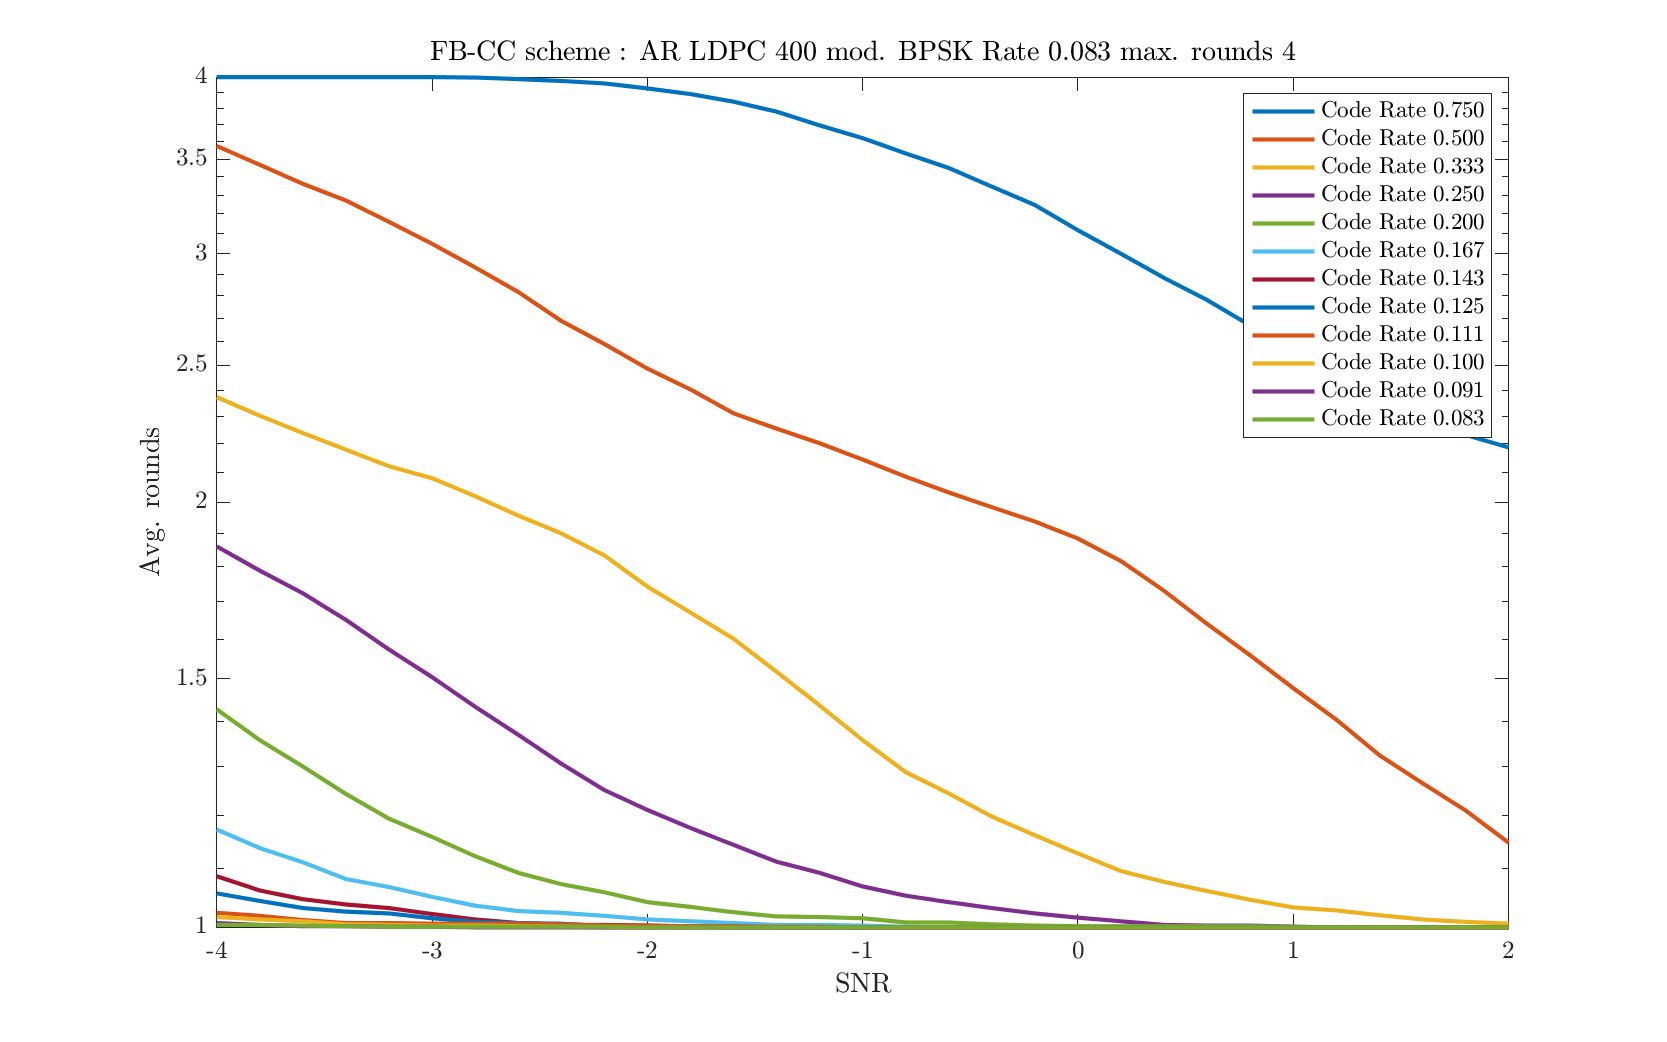 FB-CC scheme : AR LDPC 400 mod. BPSK Rate 0.083 max. rounds 4
4
3.5
3
2.5
2
1.5
1
Avg. rounds
Code Rate 0.750
Code Rate 0.500
Code Rate 0.333
Code Rate 0.250
Code Rate 0.200
Code Rate 0.167
Code Rate 0.143
Code Rate 0.125
Code Rate 0.111
Code Rate 0.100
Code Rate 0.091
Code Rate 0.083
-4 -3 -2 -1 0 1 2
SNR